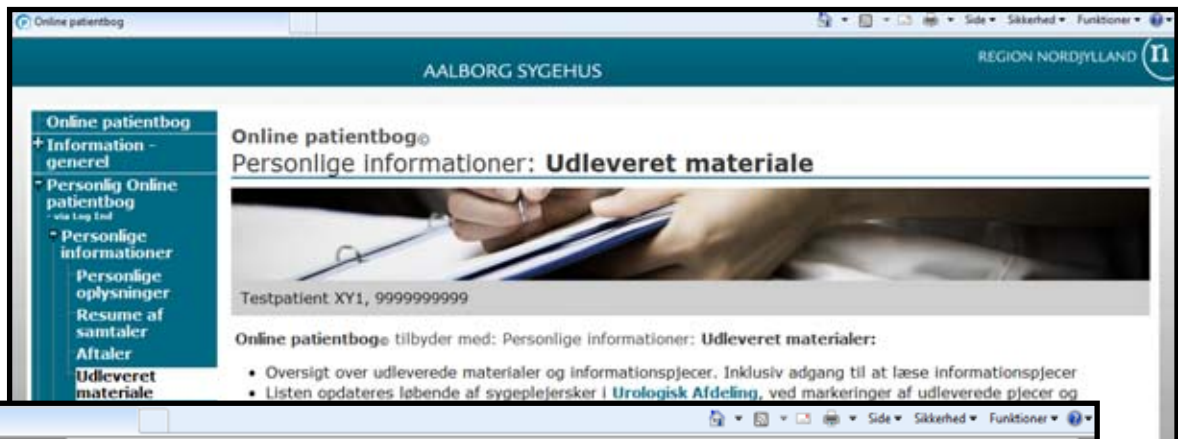 Online patientbog
Side Sikkerhed Funktioner
AALBORG SYGEHUS
REGION NORDJYLLAND n
Online patientbog
+ Information -
generel
- Personlig Online
patientbog
- via Log Ind
- Personlige
informationer
Personlige
oplysninger
Resume af
samtaler
Aftaler
Udleveret
materiale
Online patientbog©
Personlige informationer: Udleveret materiale
Testpatient XY1, 9999999999
Online patientbog© tilbyder med: Personlige informationer: Udleveret materialer:
• Oversigt over udleverede materialer og informationspjecer. Inklusiv adgang til at læse informationspjecer
• Listen opdateres løbende af sygeplejersker i Urologisk Afdeling, ved markeringer af udleverede pjecer og
Side Sikkerhed Funktioner